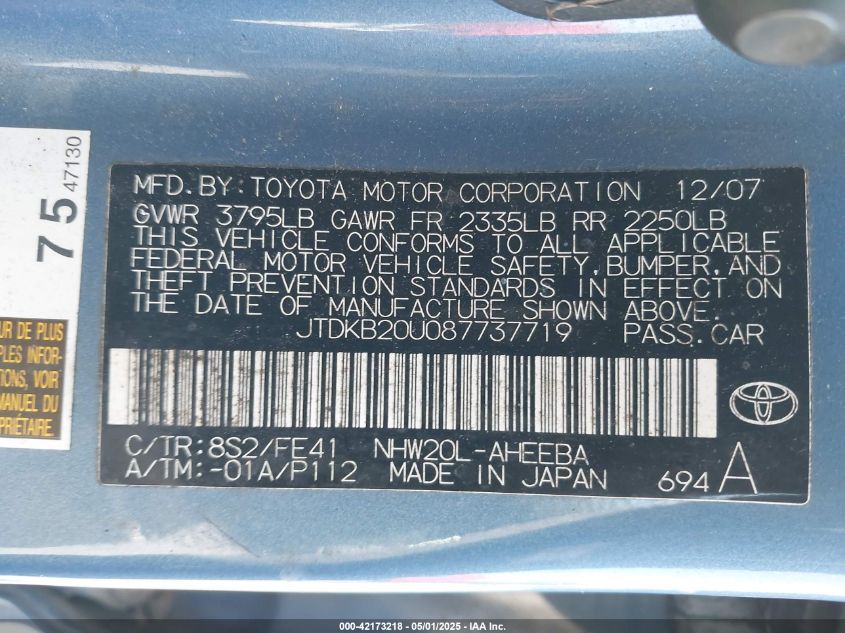 75 47130
UR DE PLUS
PLES INFOR-
TIONS, VOIR
MANUEL DU
PRIÉTAIRE.
MFD. BY: TOYOTA MOTOR CORPORATION 12/07
GVWR 3795LB GAWR FR 2335LB RR 2250LB
THIS VEHICLE CONFORMS TO ALL APPLICABLE
FEDERAL MOTOR VEHICLE SAFETY, BUMPER, AND
THEFT PREVENTION STANDARDS IN EFFECT ON
THE DATE OF MANUFACTURE SHOWN ABOVE.
JTDKB20U087737719 PASS. CAR
C/TR: 8S2/FE41 NHW20L-AHEEBA
A/TM: -01A/P112 MADE IN JAPAN 694 A
000-42173218 - 05/01/2025 - IAA Inc.